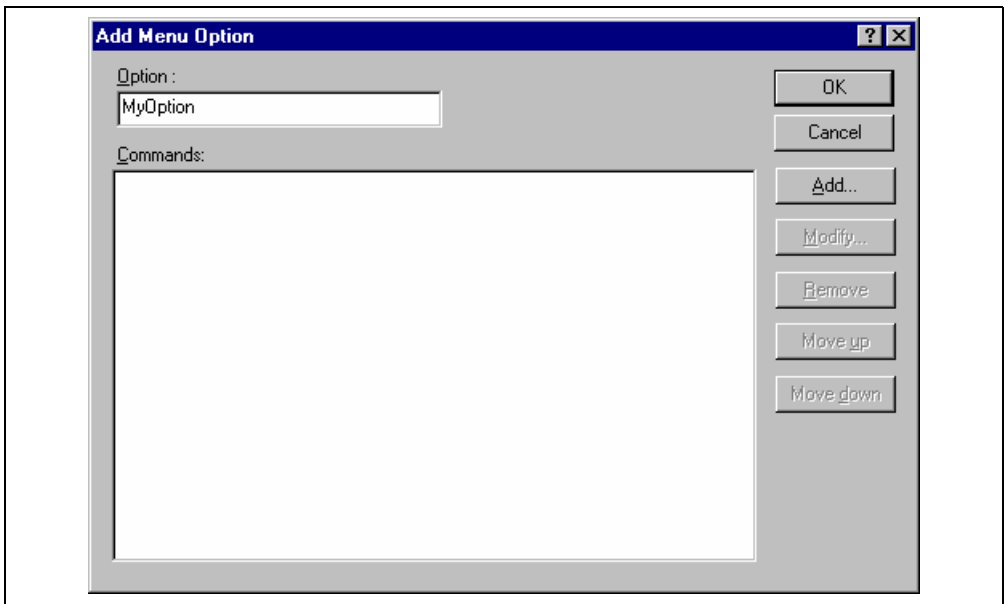 Add Menu Option
Option :
MyOption
Commands:
OK
Cancel
Add...
Modify...
Remove
Move up
Move down